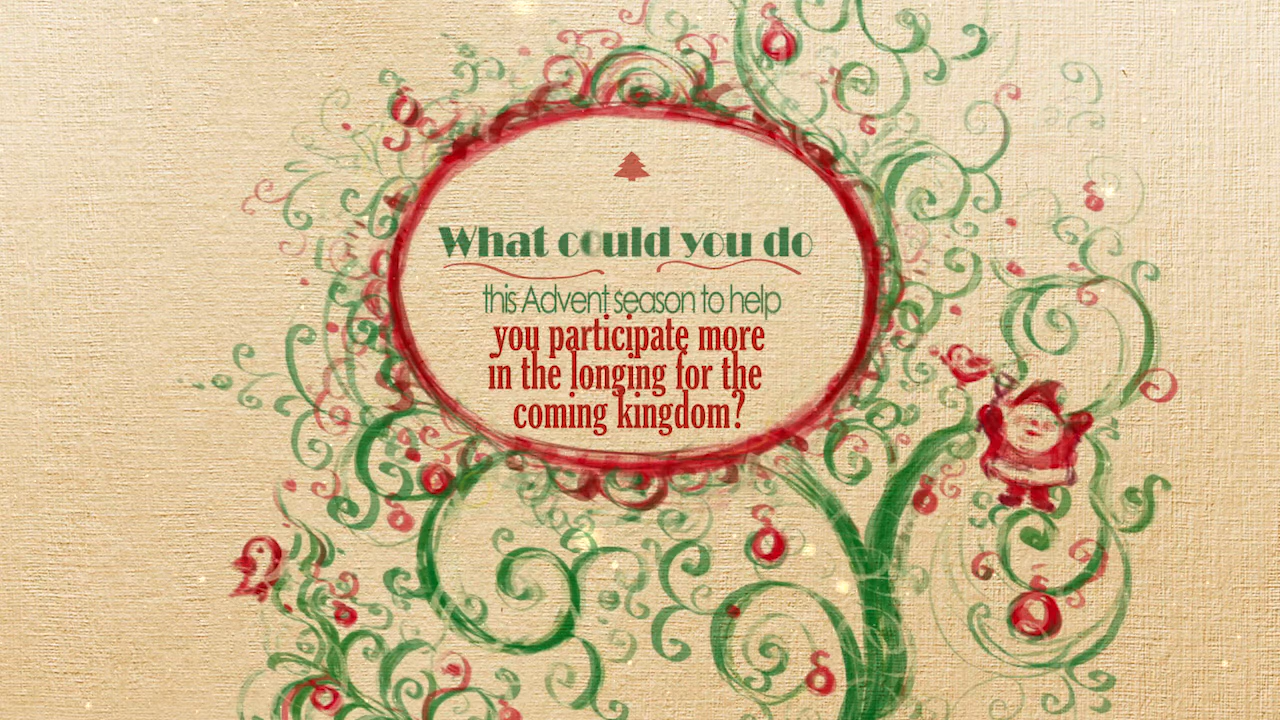 What could you do
this Advent season to help
you participate more
in the longing for the
coming kingdom?